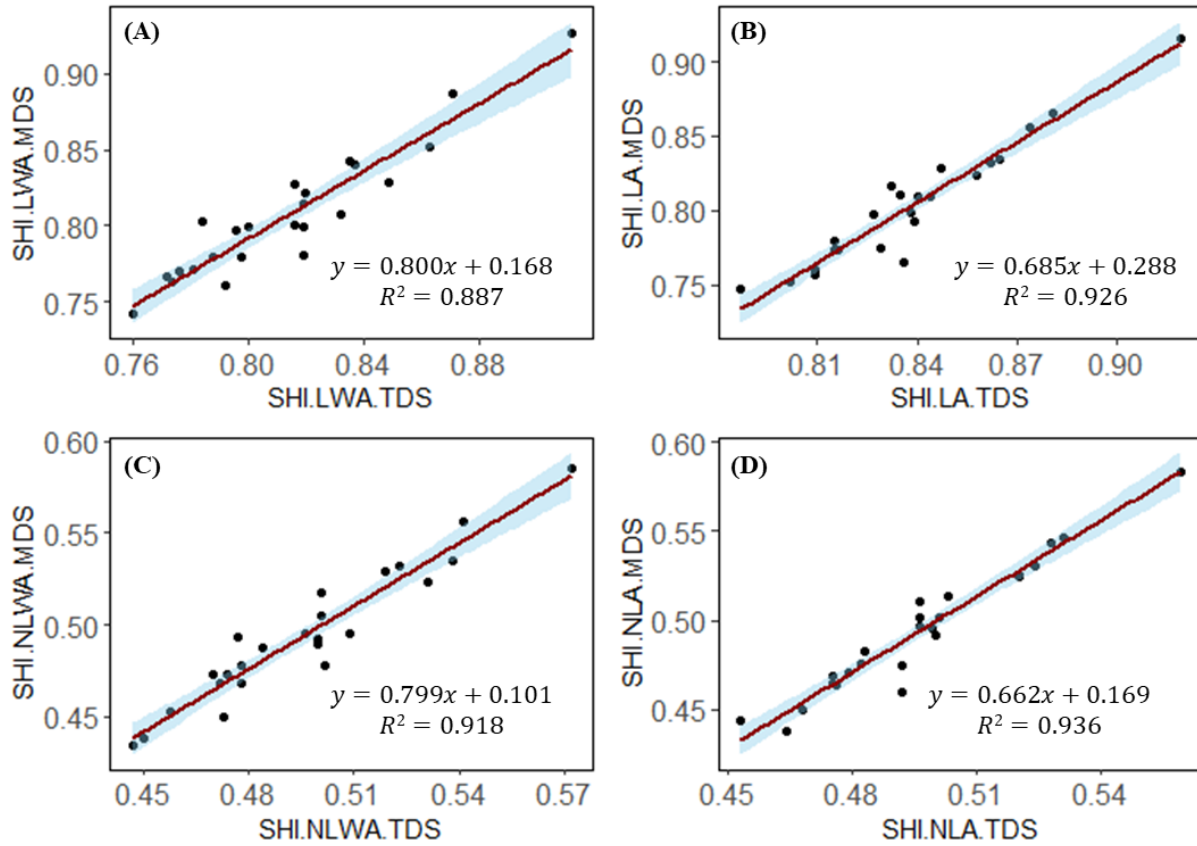 (A)
SHI.LWA.MDS
0.90
0.85
0.80
0.75
y = 0.800x + 0.168
R² = 0.887
0.76 0.80 0.84 0.88
SHI.LWA.TDS
(B)
SHI.LA.MDS
0.90
0.85
0.80
0.75
y = 0.685x + 0.288
R² = 0.926
0.81 0.84 0.87 0.90
SHI.LA.TDS
(C)
SHI.NLWA.MDS
0.60
0.55
0.50
0.45
y = 0.799x + 0.101
R² = 0.918
0.45 0.48 0.51 0.54 0.57
SHI.NLWA.TDS
(D)
SHI.NLA.MDS
0.60
0.55
0.50
0.45
y = 0.662x + 0.169
R² = 0.936
0.45 0.48 0.51 0.54
SHI.NLA.TDS